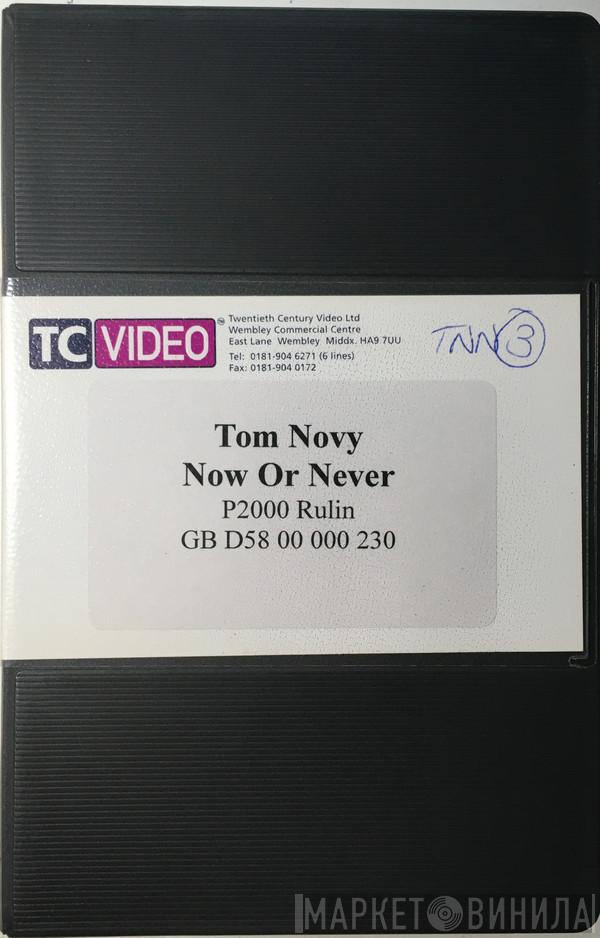 TC VIDEO
™ Twentieth Century Video Ltd
Wembley Commercial Centre
East Lane Wembley Middx. HA9 7UU
Tel: 0181-904 6271 (6 lines)
Fax: 0181-904 0172
TNN 3
Tom Novy
Now Or Never
P2000 Rulin
GB D58 00 000 230
МАРКЕТ ВИНИЛА